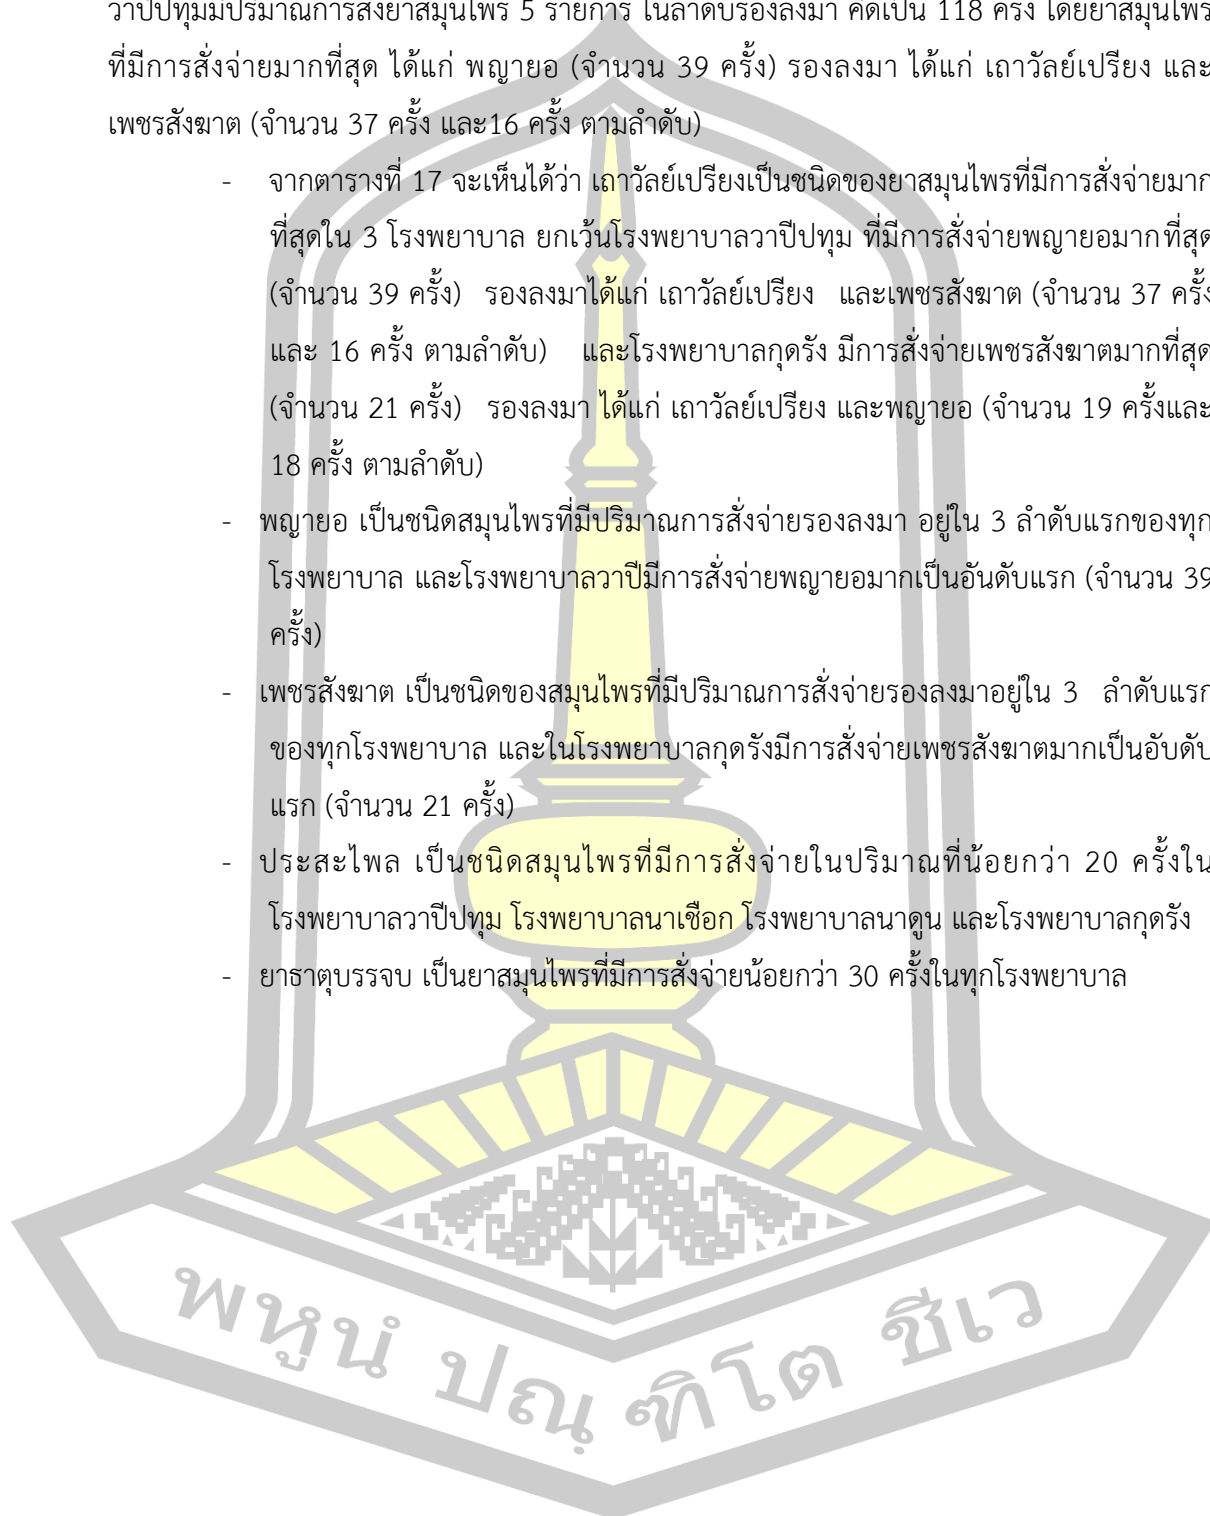 วาปีปทุมมีปริมาณการสั่งยาสมุนไพร 5 รายการ ในลำดับรองลงมา คิดเป็น 118 ครั้ง โดยยาสมุนไพร
ที่มีการสั่งจ่ายมากที่สุด ได้แก่ พญายอ (จำนวน 39 ครั้ง) รองลงมา ได้แก่ เถาวัลย์เปรียง และ
เพชรสังฆาต (จำนวน 37 ครั้ง และ16 ครั้ง ตามลำดับ)
- จากตารางที่ 17 จะเห็นได้ว่า เถาวัลย์เปรียงเป็นชนิดของยาสมุนไพรที่มีการสั่งจ่ายมาก
ที่สุดใน 3 โรงพยาบาล ยกเว้นโรงพยาบาลวาปีปทุม ที่มีการสั่งจ่ายพญายอมากที่สุด
(จำนวน 39 ครั้ง) รองลงมาได้แก่ เถาวัลย์เปรียง และเพชรสังฆาต (จำนวน 37 ครั้ง
และ 16 ครั้ง ตามลำดับ) และโรงพยาบาลกุดรัง มีการสั่งจ่ายเพชรสังฆาตมากที่สุด
(จำนวน 21 ครั้ง) รองลงมา ได้แก่ เถาวัลย์เปรียง และพญายอ (จำนวน 19 ครั้งและ
18 ครั้ง ตามลำดับ)
- พญายอ เป็นชนิดสมุนไพรที่มีปริมาณการสั่งจ่ายรองลงมา อยู่ใน 3 ลำดับแรกของทุก
โรงพยาบาล และโรงพยาบาลวาปีมีการสั่งจ่ายพญายอมากเป็นอันดับแรก (จำนวน 39
ครั้ง)
- เพชรสังฆาต เป็นชนิดของสมุนไพรที่มีปริมาณการสั่งจ่ายรองลงมาอยู่ใน 3 ลำดับแรก
ของทุกโรงพยาบาล และในโรงพยาบาลกุดรังมีการสั่งจ่ายเพชรสังฆาตมากเป็นอับดับ
แรก (จำนวน 21 ครั้ง)
- ประสะไพล เป็นชนิดสมุนไพรที่มีการสั่งจ่ายในปริมาณที่น้อยกว่า 20 ครั้งใน
โรงพยาบาลวาปีปทุม โรงพยาบาลนาเชือก โรงพยาบาลนาดูน และโรงพยาบาลกุดรัง
- ยาธาตุบรรจบ เป็นยาสมุนไพรที่มีการสั่งจ่ายน้อยกว่า 30 ครั้งในทุกโรงพยาบาล
พหูนํ ปณฺฑิโต ชีเว